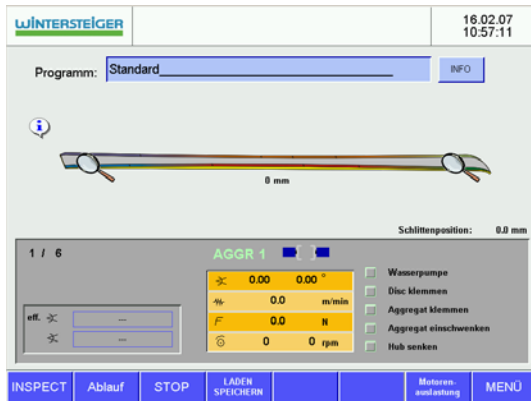 WINTERSTEIGER
16.02.07
10:57:11
Programm: Standard
INFO
0 mm
Schlittenposition: 0.0 mm
1 / 6
AGGR 1
0.00 0.00 °
0.0 m/min
F 0.0 N
0 0 rpm
eff. ---
---
Wasserpumpe
Disc klemmen
Aggregat klemmen
Aggregat einschwenken
Hub senken
INSPECT
Ablauf
STOP
LADEN
SPEICHERN
Motoren-
auslastung
MENÜ